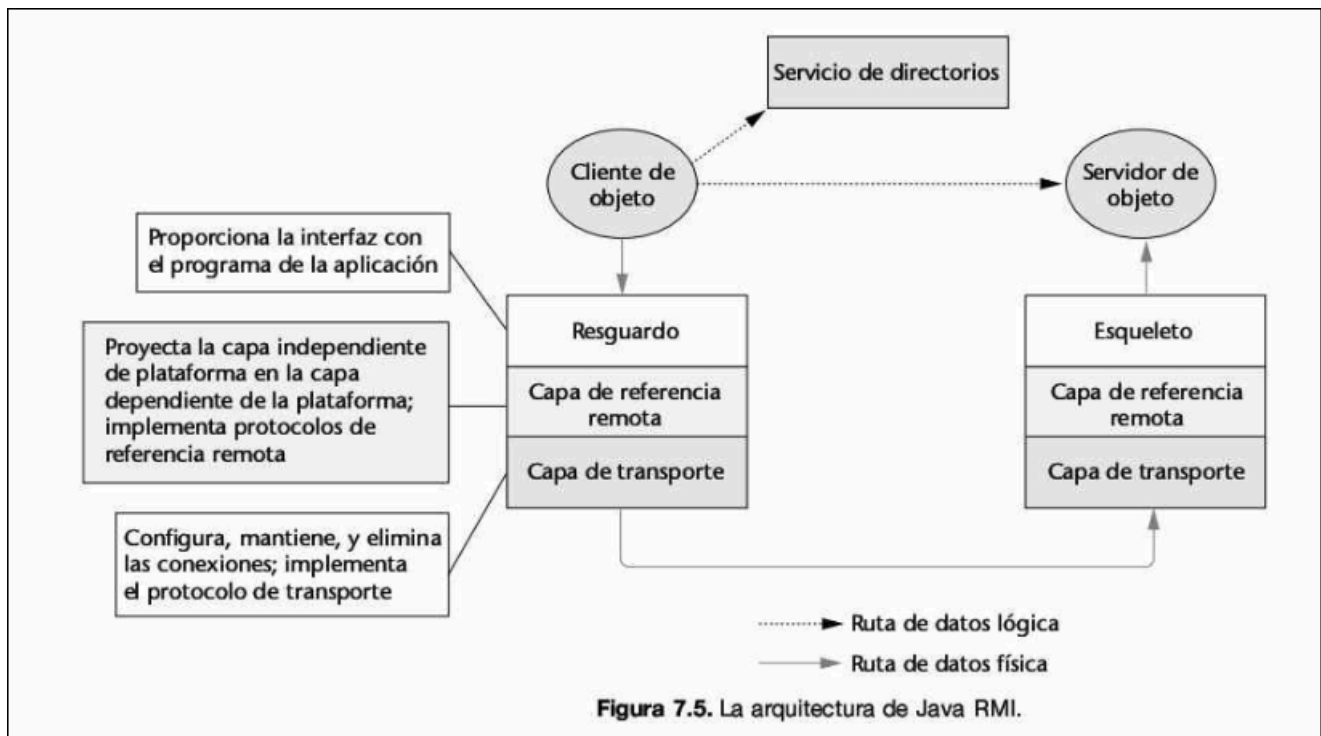 Servicio de directorios
Cliente de
objeto
Servidor de
objeto
Proporciona la interfaz con
el programa de la aplicación
Resguardo
Esqueleto
Proyecta la capa independiente
de plataforma en la capa
dependiente de la plataforma;
implementa protocolos de
referencia remota
Capa de referencia
remota
Capa de referencia
remota
Capa de transporte
Capa de transporte
Configura, mantiene, y elimina
las conexiones; implementa
el protocolo de transporte
Ruta de datos lógica
Ruta de datos física
Figura 7.5. La arquitectura de Java RMI.